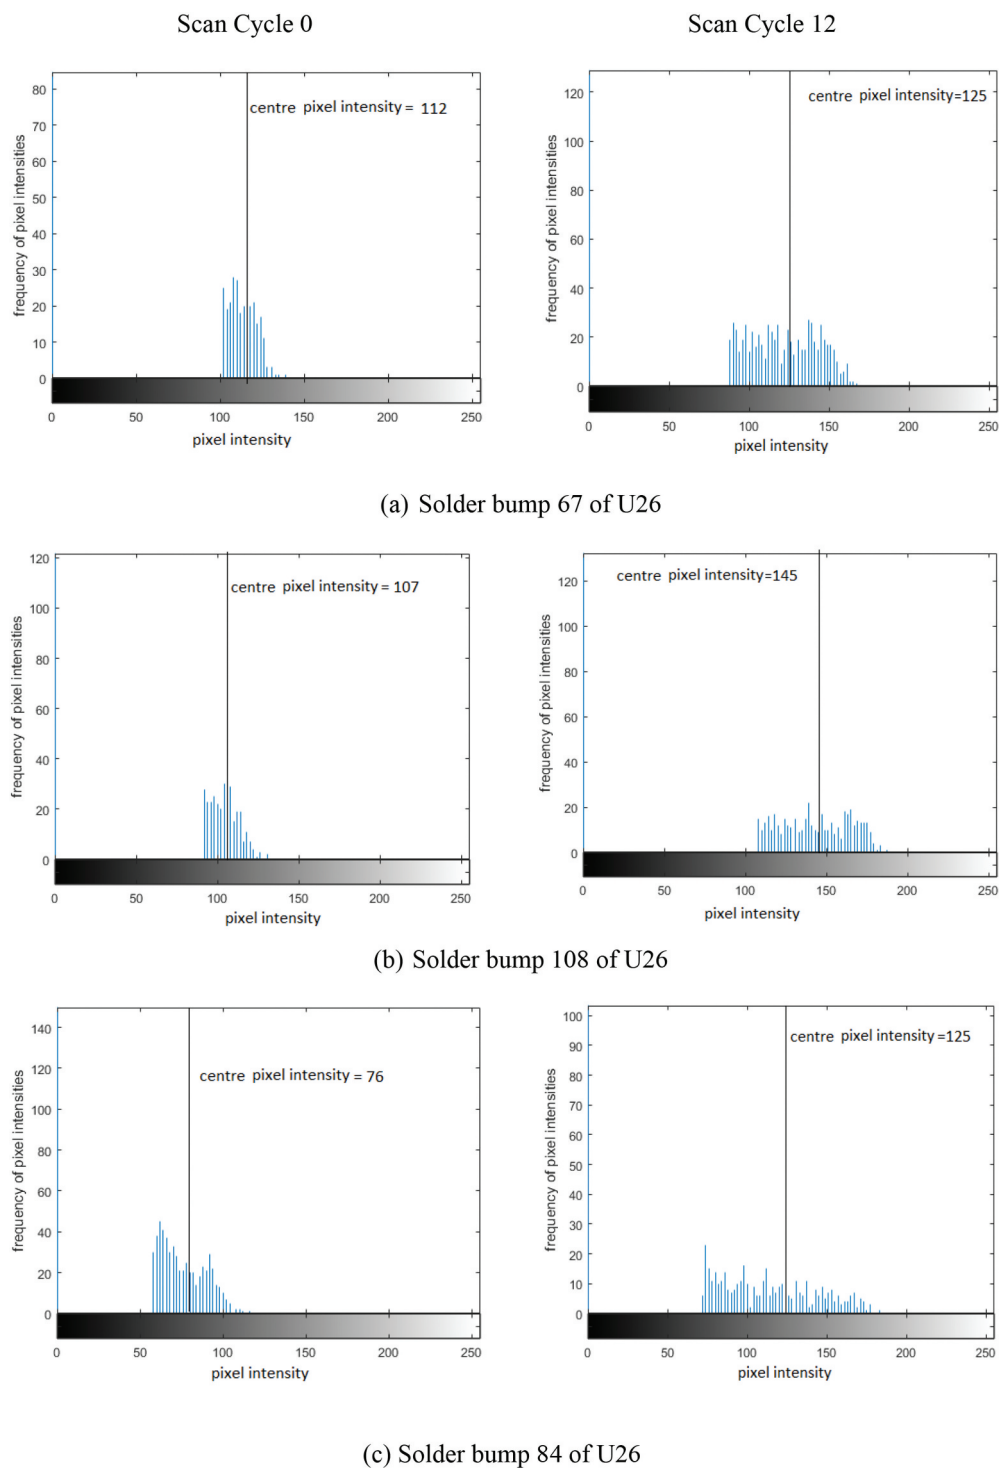 Scan Cycle 0
Scan Cycle 12
frequency of pixel intensities
80
70
60
50
40
30
20
10
0
centre pixel intensity = 112
0 50 100 150 200 250
pixel intensity
frequency of pixel intensities
120
100
80
60
40
20
0
centre pixel intensity=125
0 50 100 150 200 250
pixel intensity
(a) Solder bump 67 of U26
frequency of pixel intensities
120
100
80
60
40
20
0
centre pixel intensity = 107
0 50 100 150 200 250
pixel intensity
frequency of pixel intensities
120
100
80
60
40
20
0
centre pixel intensity=145
0 50 100 150 200 250
pixel intensity
(b) Solder bump 108 of U26
frequency of pixel intensities
140
120
100
80
60
40
20
0
centre pixel intensity = 76
0 50 100 150 200 250
pixel intensity
frequency of pixel intensities
100
90
80
70
60
50
40
30
20
10
0
centre pixel intensity =125
0 50 100 150 200 250
pixel intensity
(c) Solder bump 84 of U26